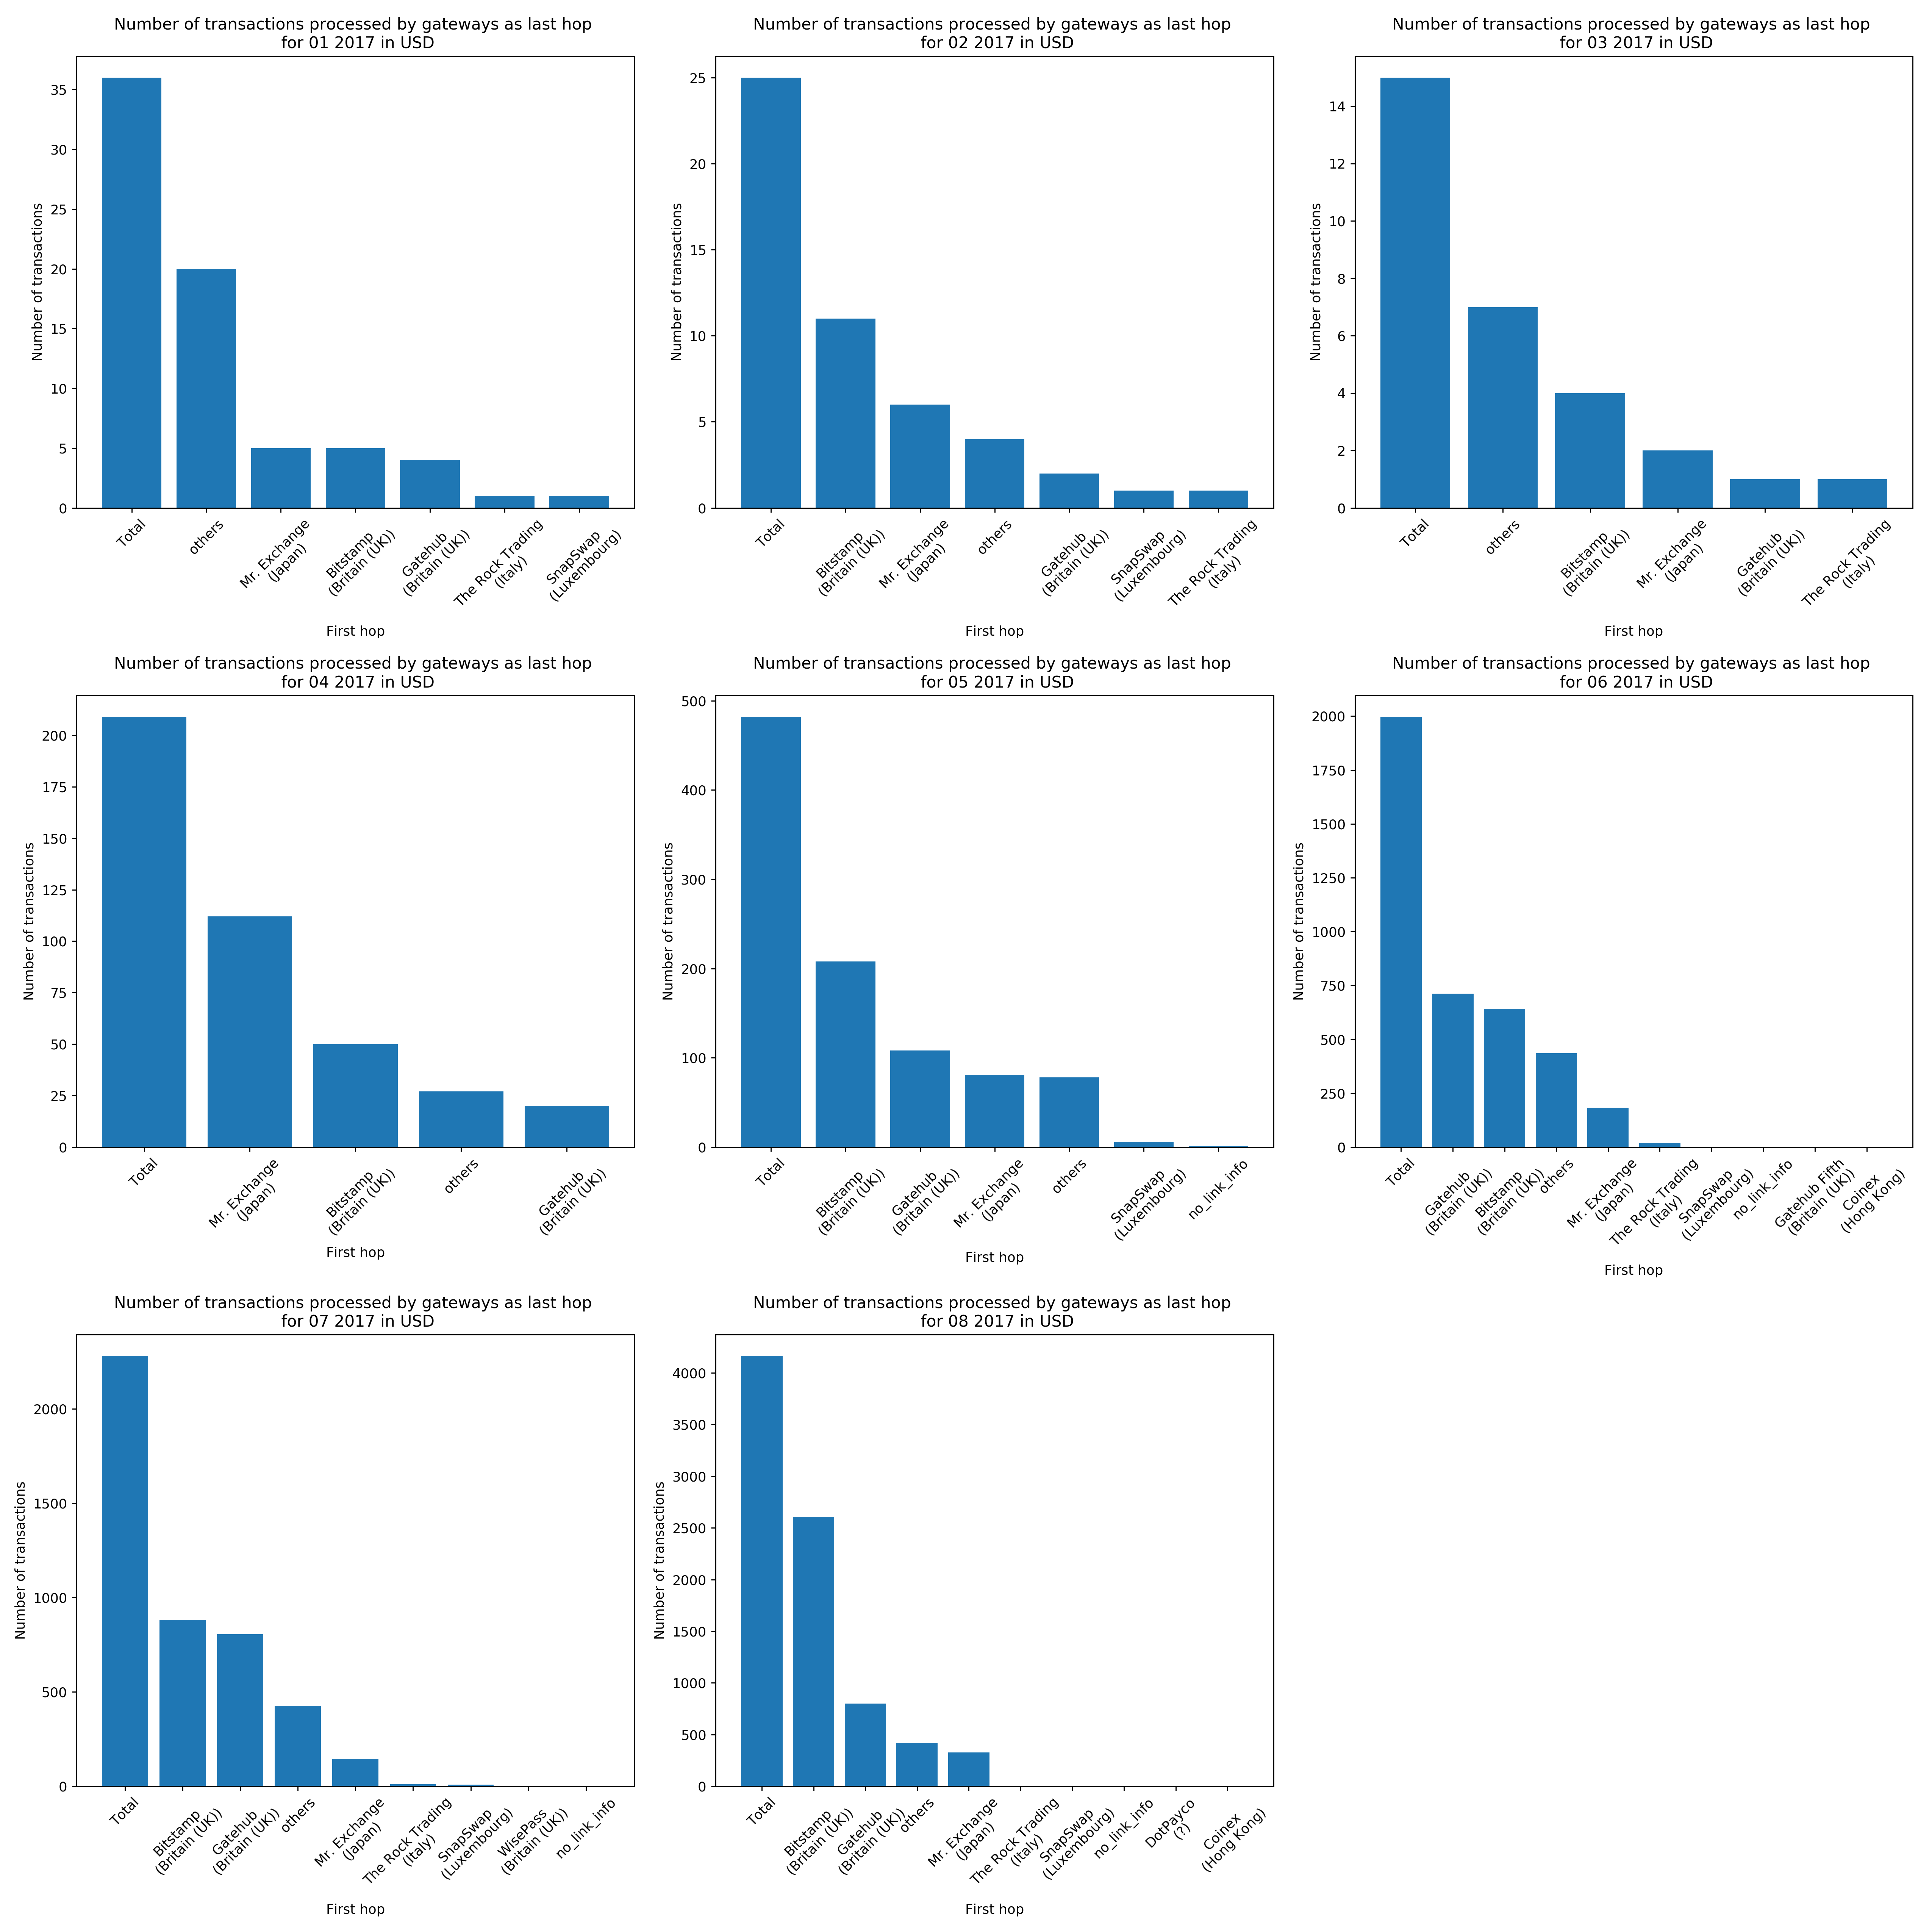 Number of transactions processed by gateways as last hop
for 01 2017 in USD
Number of transactions
35
30
25
20
15
10
5
0
Total
others
Mr. Exchange
(Japan)
Bitstamp
(Britain (UK))
Gatehub
(Britain (UK))
The Rock Trading
(Italy)
SnapSwap
(Luxembourg)
First hop
Number of transactions processed by gateways as last hop
for 02 2017 in USD
Number of transactions
25
20
15
10
5
0
Total
Bitstamp
(Britain (UK))
Mr. Exchange
(Japan)
others
Gatehub
(Britain (UK))
SnapSwap
(Luxembourg)
The Rock Trading
(Italy)
First hop
Number of transactions processed by gateways as last hop
for 03 2017 in USD
Number of transactions
14
12
10
8
6
4
2
0
Total
others
Bitstamp
(Britain (UK))
Mr. Exchange
(Japan)
Gatehub
(Britain (UK))
The Rock Trading
(Italy)
First hop
Number of transactions processed by gateways as last hop
for 04 2017 in USD
Number of transactions
200
175
150
125
100
75
50
25
0
Total
Mr. Exchange
(Japan)
Bitstamp
(Britain (UK))
others
Gatehub
(Britain (UK))
First hop
Number of transactions processed by gateways as last hop
for 05 2017 in USD
Number of transactions
500
400
300
200
100
0
Total
Bitstamp
(Britain (UK))
Gatehub
(Britain (UK))
Mr. Exchange
(Japan)
others
SnapSwap
(Luxembourg)
no_link_info
First hop
Number of transactions processed by gateways as last hop
for 06 2017 in USD
Number of transactions
2000
1750
1500
1250
1000
750
500
250
0
Total
Gatehub
(Britain (UK))
Bitstamp
(Britain (UK))
others
Mr. Exchange
(Japan)
The Rock Trading
(Italy)
SnapSwap
(Luxembourg)
no_link_info
Gatehub Fifth
(Britain (UK))
Coinex
(Hong Kong)
First hop
Number of transactions processed by gateways as last hop
for 07 2017 in USD
Number of transactions
2000
1500
1000
500
0
Total
Bitstamp
(Britain (UK))
Gatehub
(Britain (UK))
others
Mr. Exchange
(Japan)
The Rock Trading
(Italy)
SnapSwap
(Luxembourg)
WisePass
(Britain (UK))
no_link_info
First hop
Number of transactions processed by gateways as last hop
for 08 2017 in USD
Number of transactions
4000
3500
3000
2500
2000
1500
1000
500
0
Total
Bitstamp
(Britain (UK))
Gatehub
(Britain (UK))
others
Mr. Exchange
(Japan)
The Rock Trading
(Italy)
SnapSwap
(Luxembourg)
no_link_info
DotPayco
(?)
Coinex
(Hong Kong)
First hop